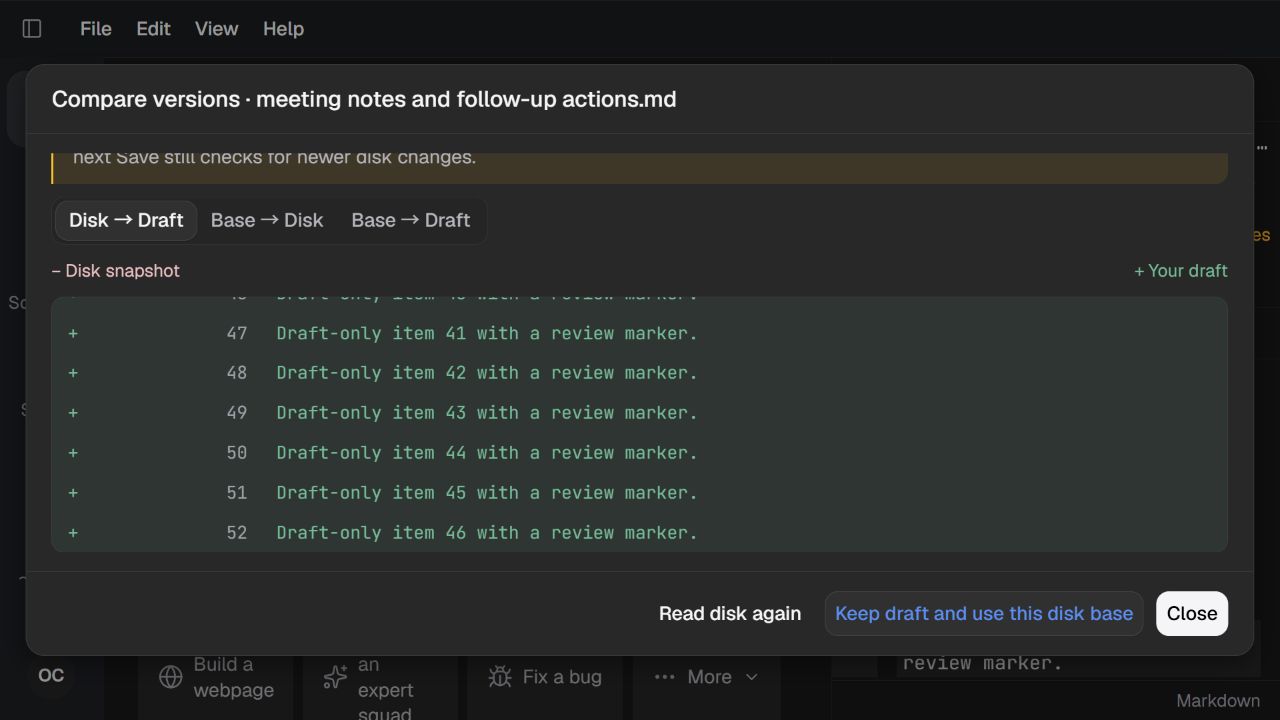 File Edit View Help
Compare versions · meeting notes and follow-up actions.md
next Save still checks for newer disk changes.
Disk → Draft Base → Disk Base → Draft
− Disk snapshot + Your draft
+ 47 Draft-only item 41 with a review marker.
+ 48 Draft-only item 42 with a review marker.
+ 49 Draft-only item 43 with a review marker.
+ 50 Draft-only item 44 with a review marker.
+ 51 Draft-only item 45 with a review marker.
+ 52 Draft-only item 46 with a review marker.
Read disk again Keep draft and use this disk base Close
OC
Build a
webpage
an
expert
squad
Fix a bug
··· More
review marker.
Markdown